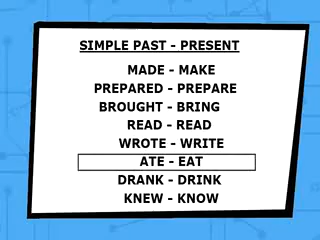 SIMPLE PAST - PRESENT
MADE - MAKE
PREPARED - PREPARE
BROUGHT - BRING
READ - READ
WROTE - WRITE
ATE - EAT
DRANK - DRINK
KNEW - KNOW